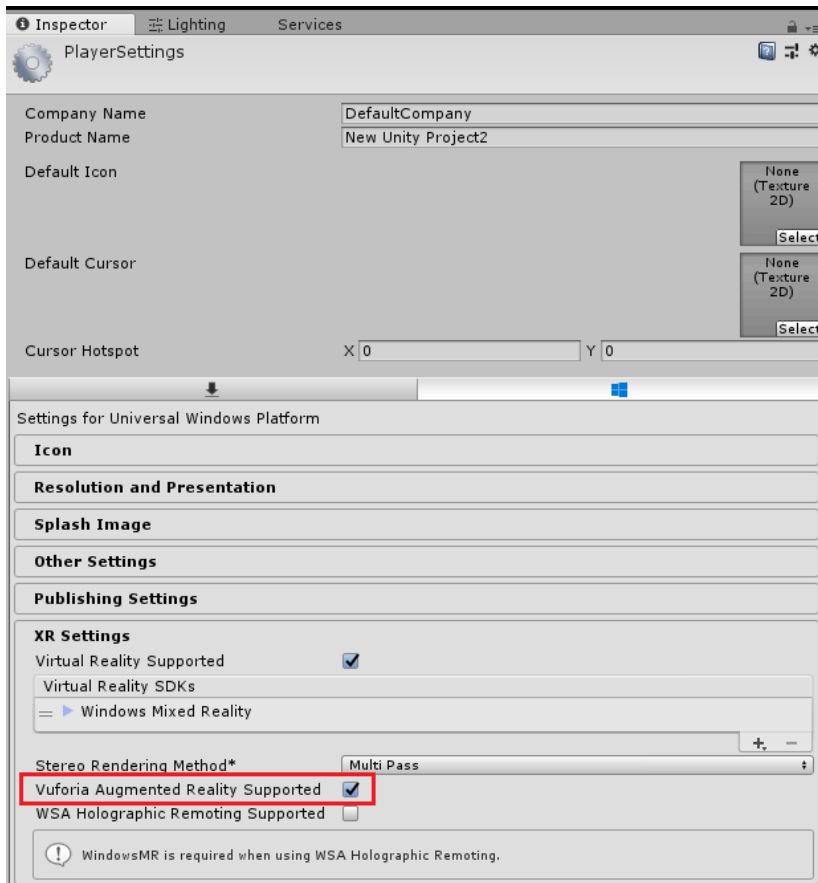 Inspector Lighting Services
PlayerSettings
Company Name DefaultCompany
Product Name New Unity Project2
Default Icon None
(Texture
2D)
Select
Default Cursor None
(Texture
2D)
Select
Cursor Hotspot X 0 Y 0
Settings for Universal Windows Platform
Icon
Resolution and Presentation
Splash Image
Other Settings
Publishing Settings
XR Settings
Virtual Reality Supported
Virtual Reality SDKs
Windows Mixed Reality
Stereo Rendering Method* Multi Pass
Vuforia Augmented Reality Supported
WSA Holographic Remoting Supported
WindowsMR is required when using WSA Holographic Remoting.